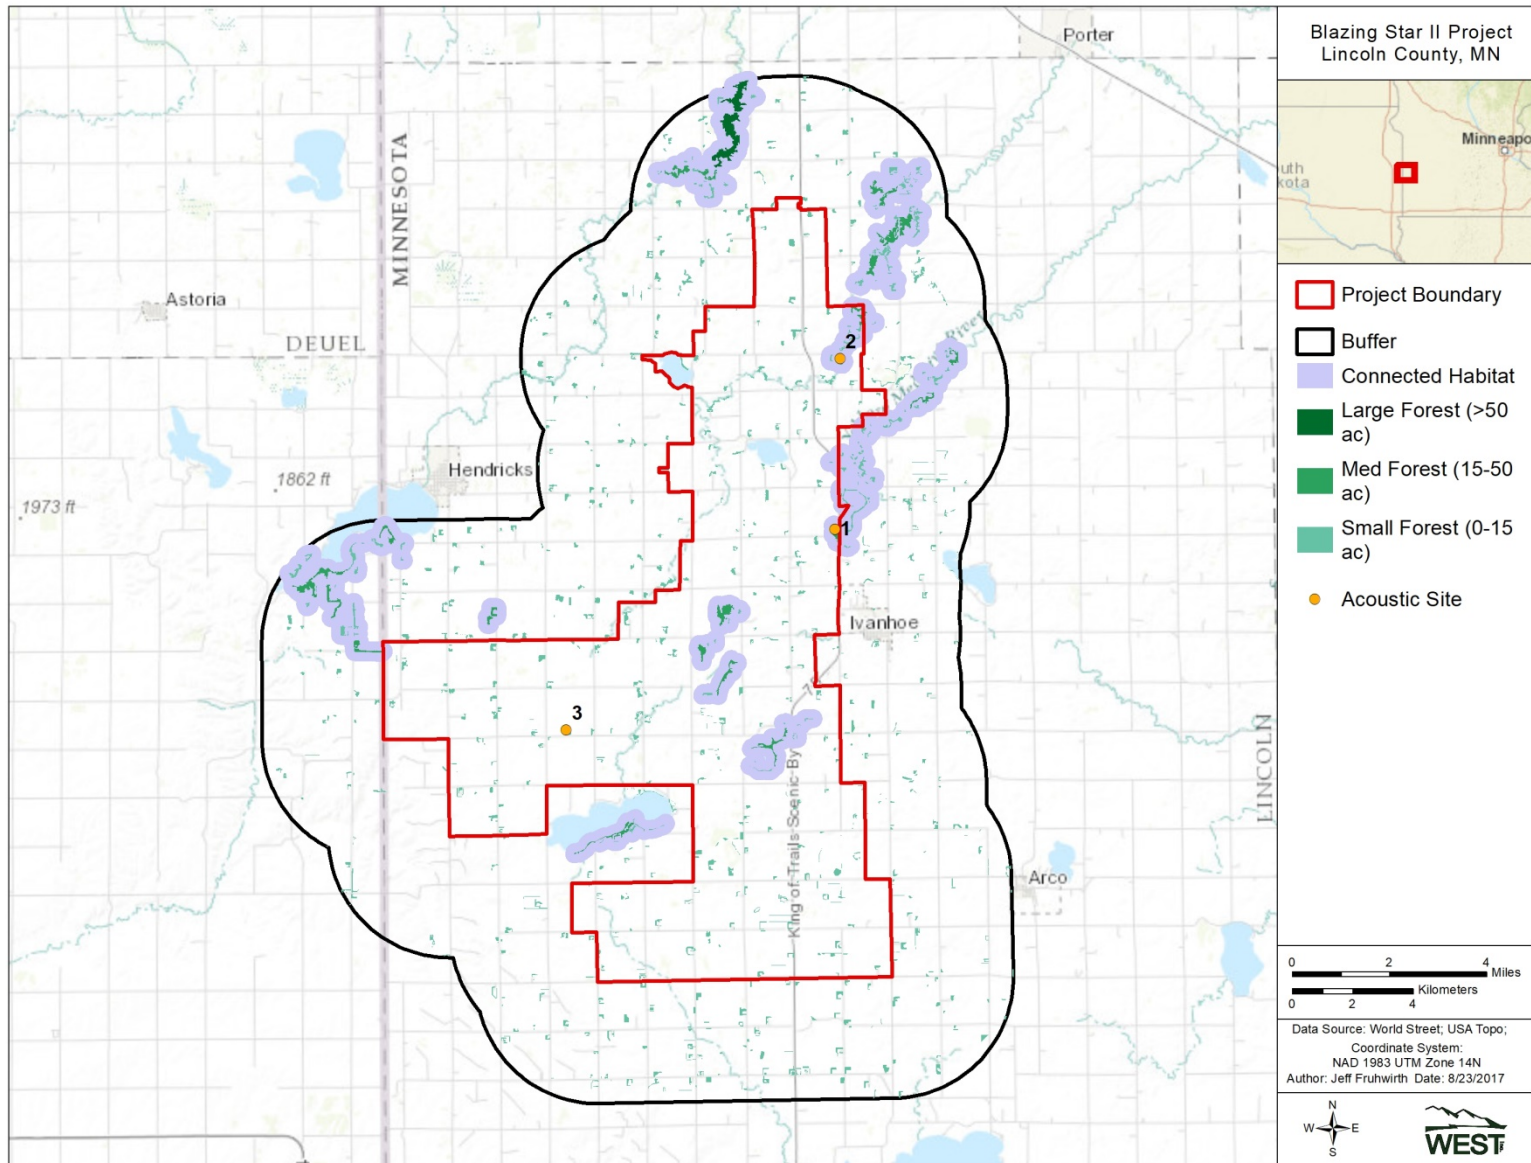 Porter
MINNESOTA
Astoria
DEUEL
2
River
Hendricks
1862 ft
1973 ft
1
Ivanhoe
75
3
King of Trails Scenic By
LINCOLN
Arco
Blazing Star II Project
Lincoln County, MN
Minneapo
uth
kota
Project Boundary
Buffer
Connected Habitat
Large Forest (>50
ac)
Med Forest (15-50
ac)
Small Forest (0-15
ac)
Acoustic Site
0 2 4
Miles
Kilometers
0 2 4
Data Source: World Street; USA Topo;
Coordinate System:
NAD 1983 UTM Zone 14N
Author: Jeff Fruhwirth Date: 8/23/2017
N
W E
S
WEST